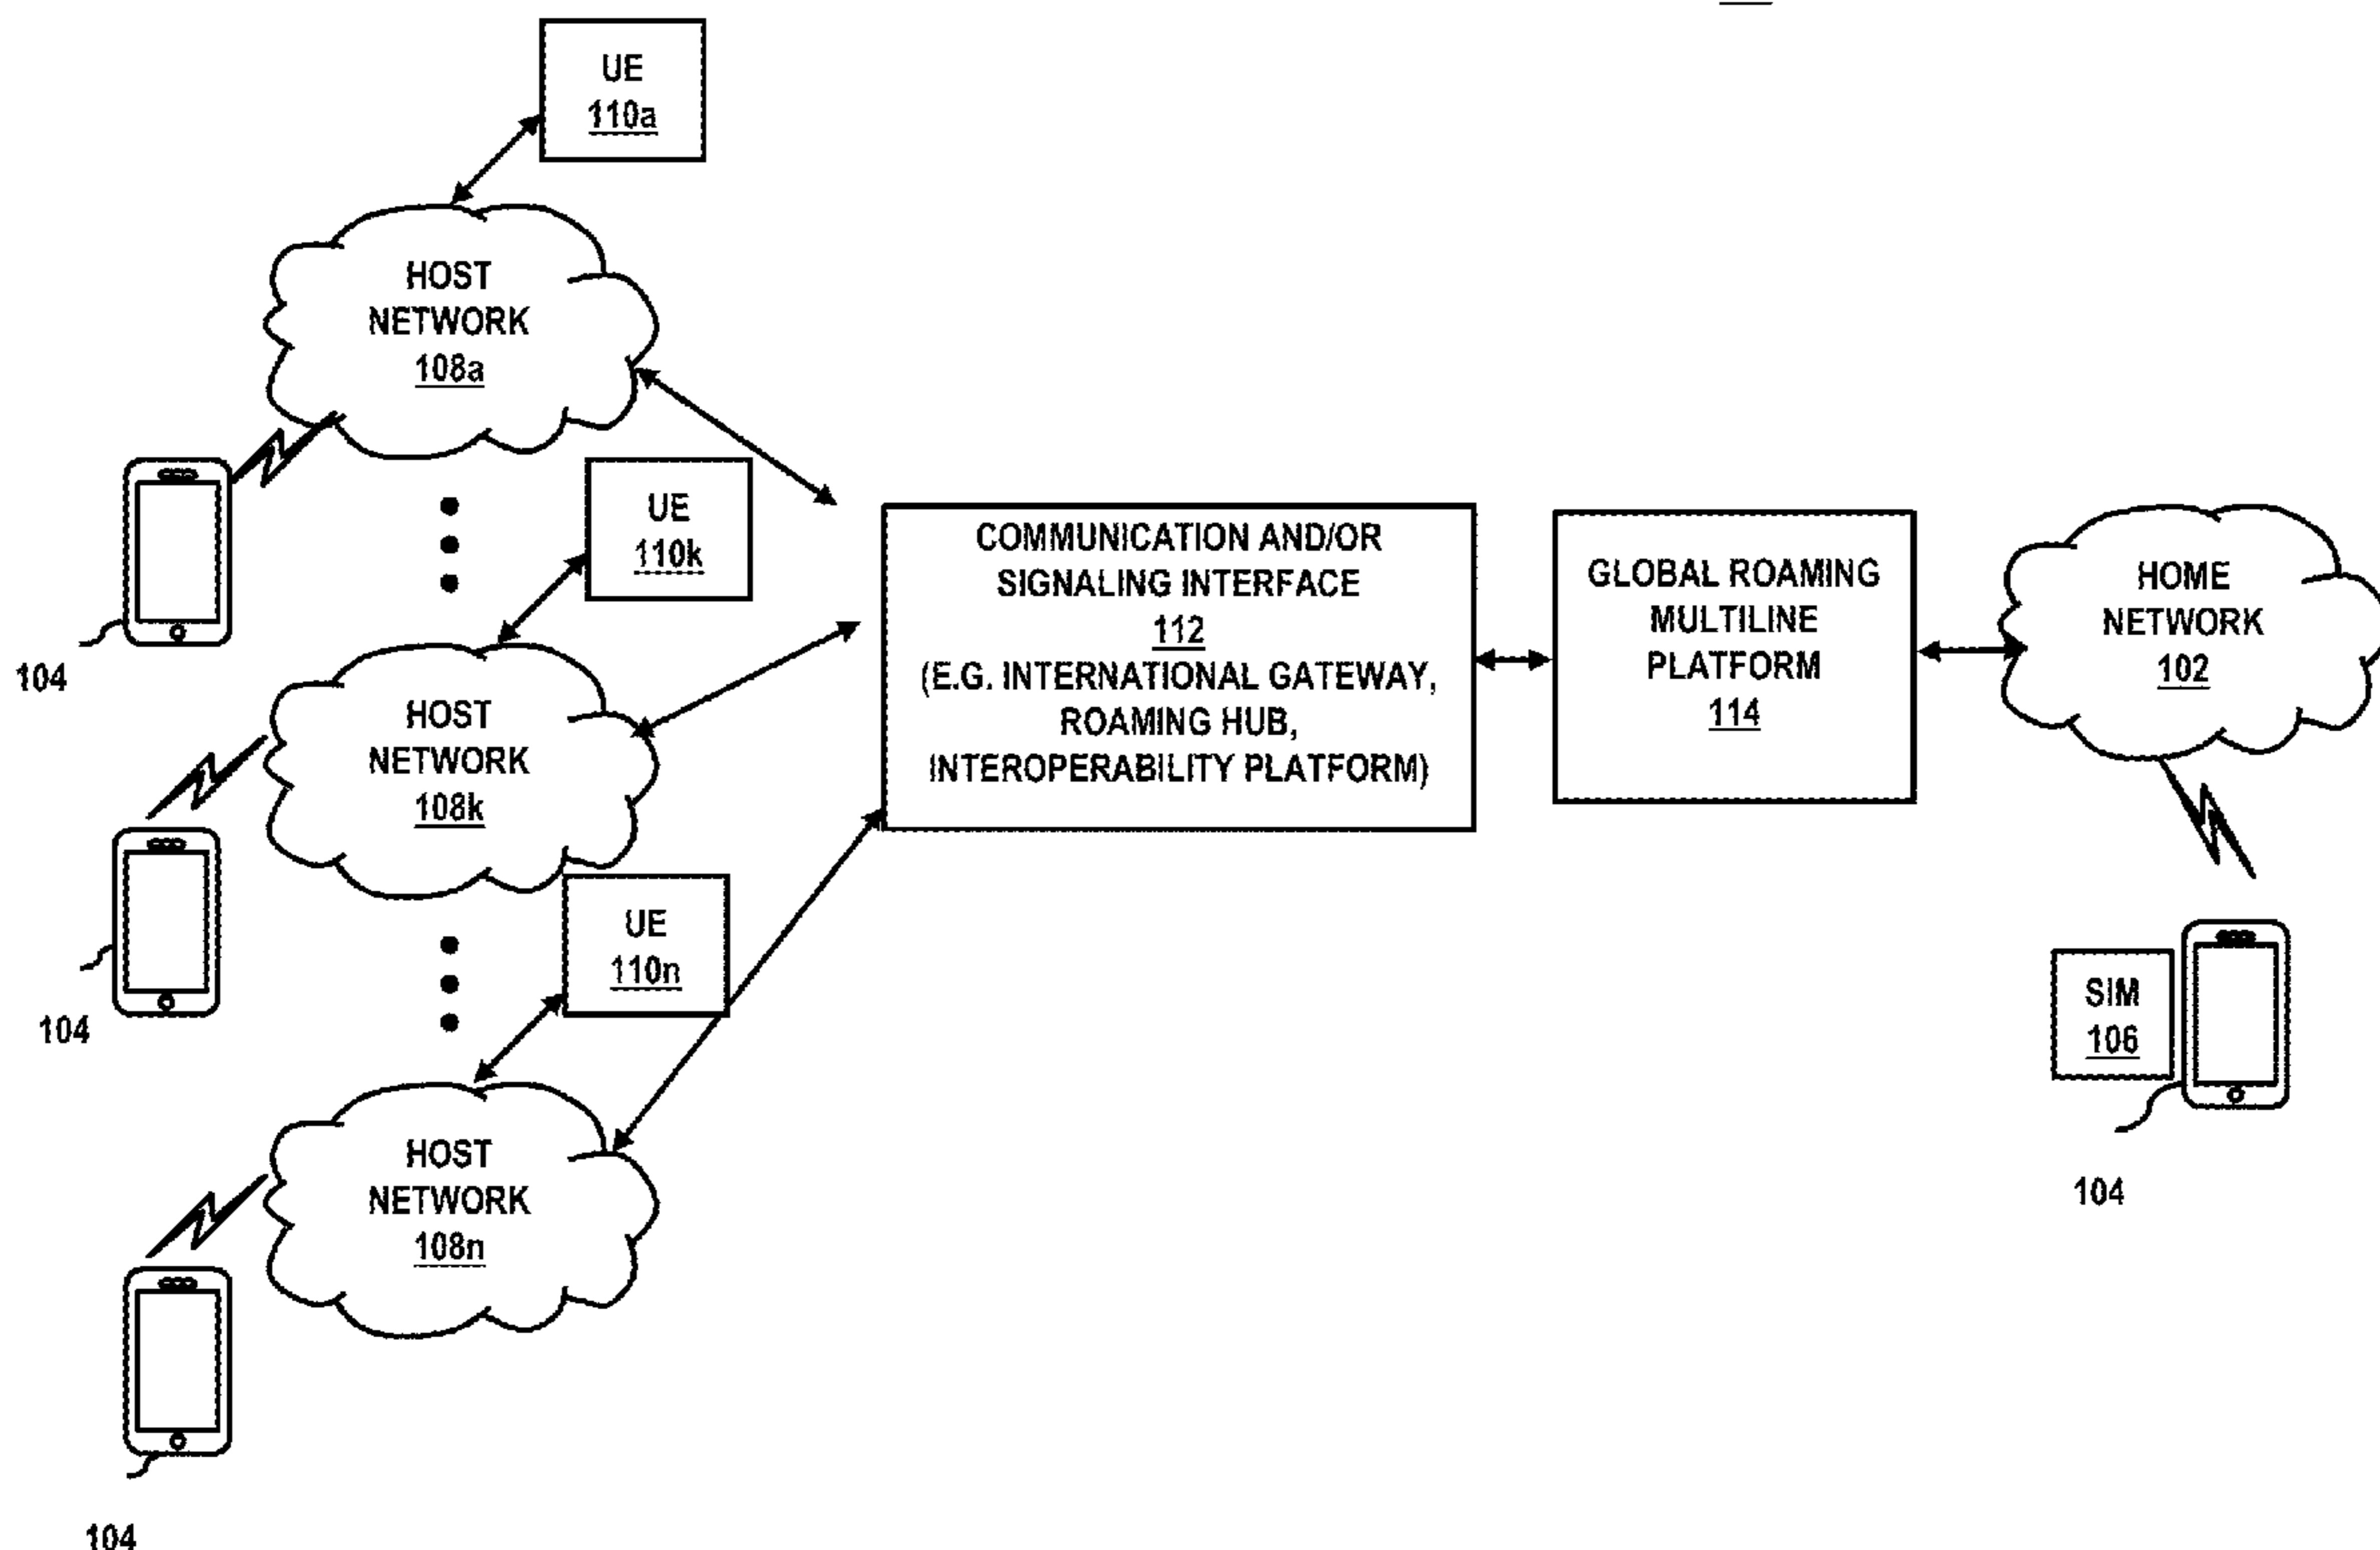 UE
110a
HOST
NETWORK
108a
104
UE
110k
HOST
NETWORK
108k
104
UE
110n
HOST
NETWORK
108n
104
COMMUNICATION AND/OR
SIGNALING INTERFACE
112
(E.G. INTERNATIONAL GATEWAY,
ROAMING HUB,
INTEROPERABILITY PLATFORM)
GLOBAL ROAMING
MULTILINE
PLATFORM
114
HOME
NETWORK
102
SIM
106
104